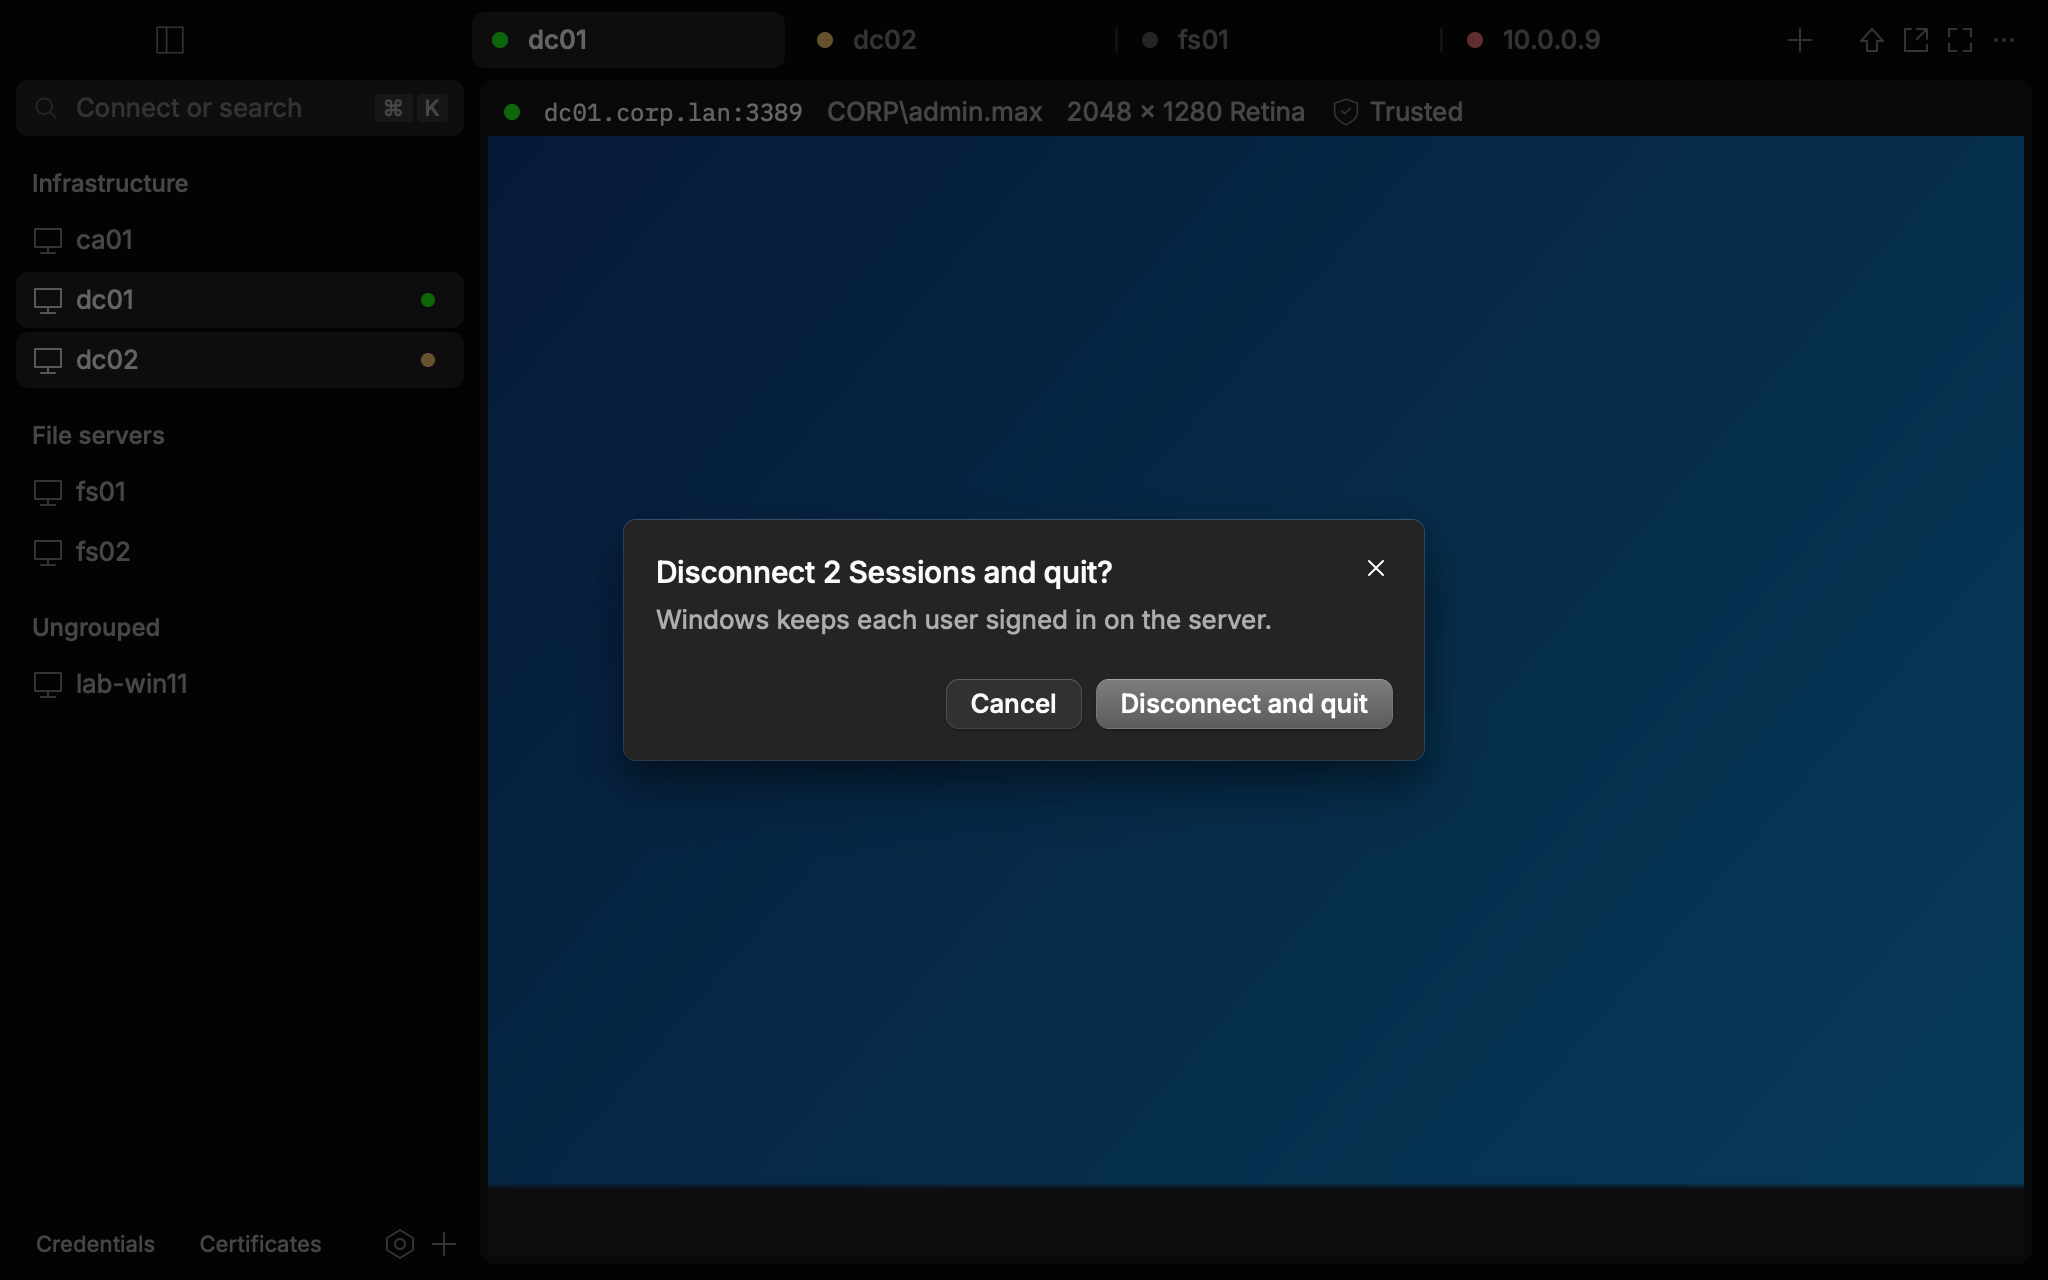 dc01
dc02
fs01
10.0.0.9
Connect or search
⌘ K
dc01.corp.lan:3389 CORP\admin.max 2048 × 1280 Retina Trusted
Infrastructure
ca01
dc01
dc02
File servers
fs01
fs02
Ungrouped
lab-win11
Disconnect 2 Sessions and quit?
Windows keeps each user signed in on the server.
Cancel
Disconnect and quit
Credentials
Certificates